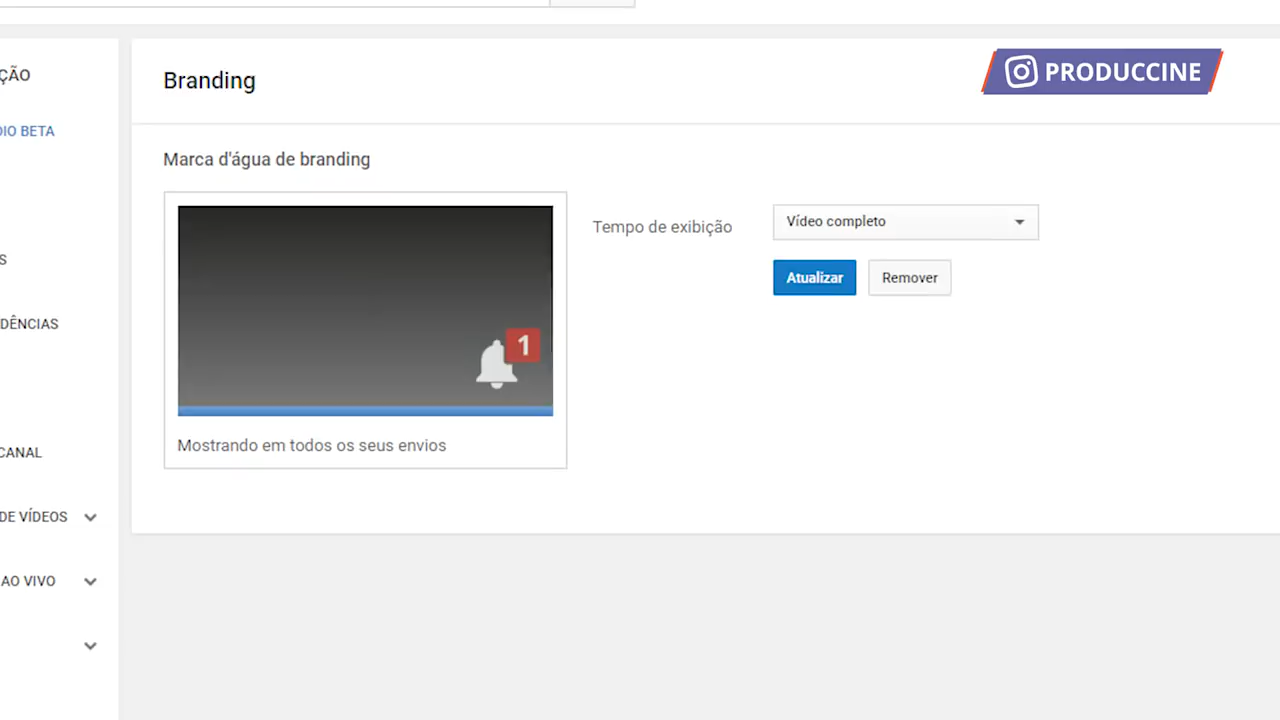 PRODUCCINE
ÇÃO
Branding
IO BETA
Marca d'água de branding
Tempo de exibição
Vídeo completo
Atualizar
Remover
S
DÊNCIAS
1
Mostrando em todos os seus envios
CANAL
DE VÍDEOS
AO VIVO